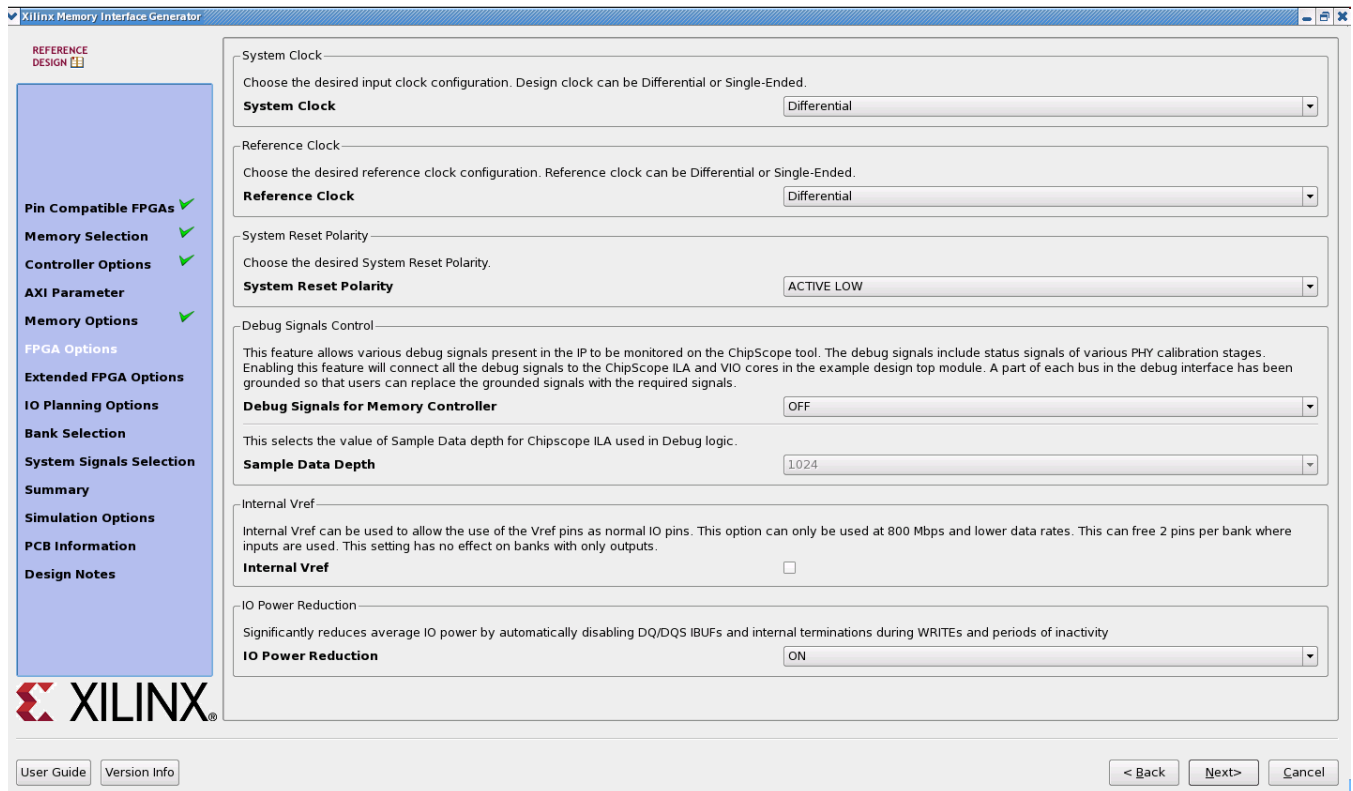 Xilinx Memory Interface Generator
REFERENCE
DESIGN
Pin Compatible FPGAs
Memory Selection
Controller Options
AXI Parameter
Memory Options
FPGA Options
Extended FPGA Options
IO Planning Options
Bank Selection
System Signals Selection
Summary
Simulation Options
PCB Information
Design Notes
XILINX®
System Clock
Choose the desired input clock configuration. Design clock can be Differential or Single-Ended.
System Clock Differential
Reference Clock
Choose the desired reference clock configuration. Reference clock can be Differential or Single-Ended.
Reference Clock Differential
System Reset Polarity
Choose the desired System Reset Polarity.
System Reset Polarity ACTIVE LOW
Debug Signals Control
This feature allows various debug signals present in the IP to be monitored on the ChipScope tool. The debug signals include status signals of various PHY calibration stages.
Enabling this feature will connect all the debug signals to the ChipScope ILA and VIO cores in the example design top module. A part of each bus in the debug interface has been
grounded so that users can replace the grounded signals with the required signals.
Debug Signals for Memory Controller OFF
This selects the value of Sample Data depth for Chipscope ILA used in Debug logic.
Sample Data Depth 1024
Internal Vref
Internal Vref can be used to allow the use of the Vref pins as normal IO pins. This option can only be used at 800 Mbps and lower data rates. This can free 2 pins per bank where
inputs are used. This setting has no effect on banks with only outputs.
Internal Vref
IO Power Reduction
Significantly reduces average IO power by automatically disabling DQ/DQS IBUFs and internal terminations during WRITEs and periods of inactivity
IO Power Reduction ON
User Guide Version Info < Back Next> Cancel